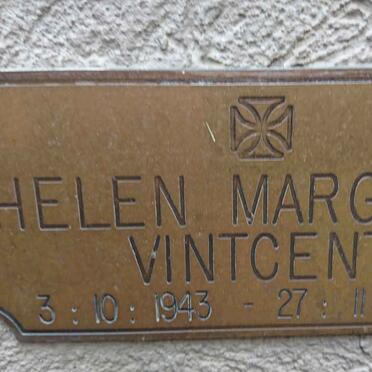 HELEN MARG
VINTCENT
3 : 10 : 1943 - 27 : 11